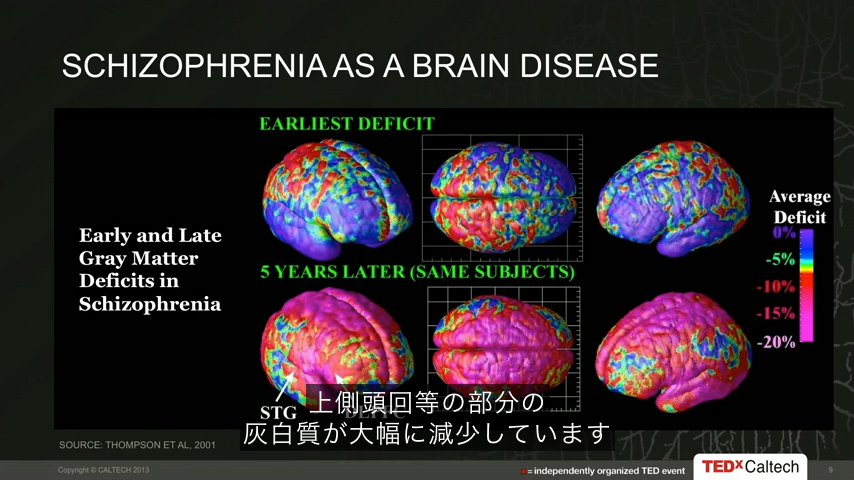 SCHIZOPHRENIA AS A BRAIN DISEASE
EARLIEST DEFICIT
Early and Late
Gray Matter
Deficits in
Schizophrenia
Average
Deficit
0%
-5%
-10%
-15%
-20%
5 YEARS LATER (SAME SUBJECTS)
STG
上側頭回等の部分の
灰白質が大幅に減少しています
SOURCE: THOMPSON ET AL, 2001
Copyright © CALTECH 2013
x = independently organized TED event
TEDxCaltech
9